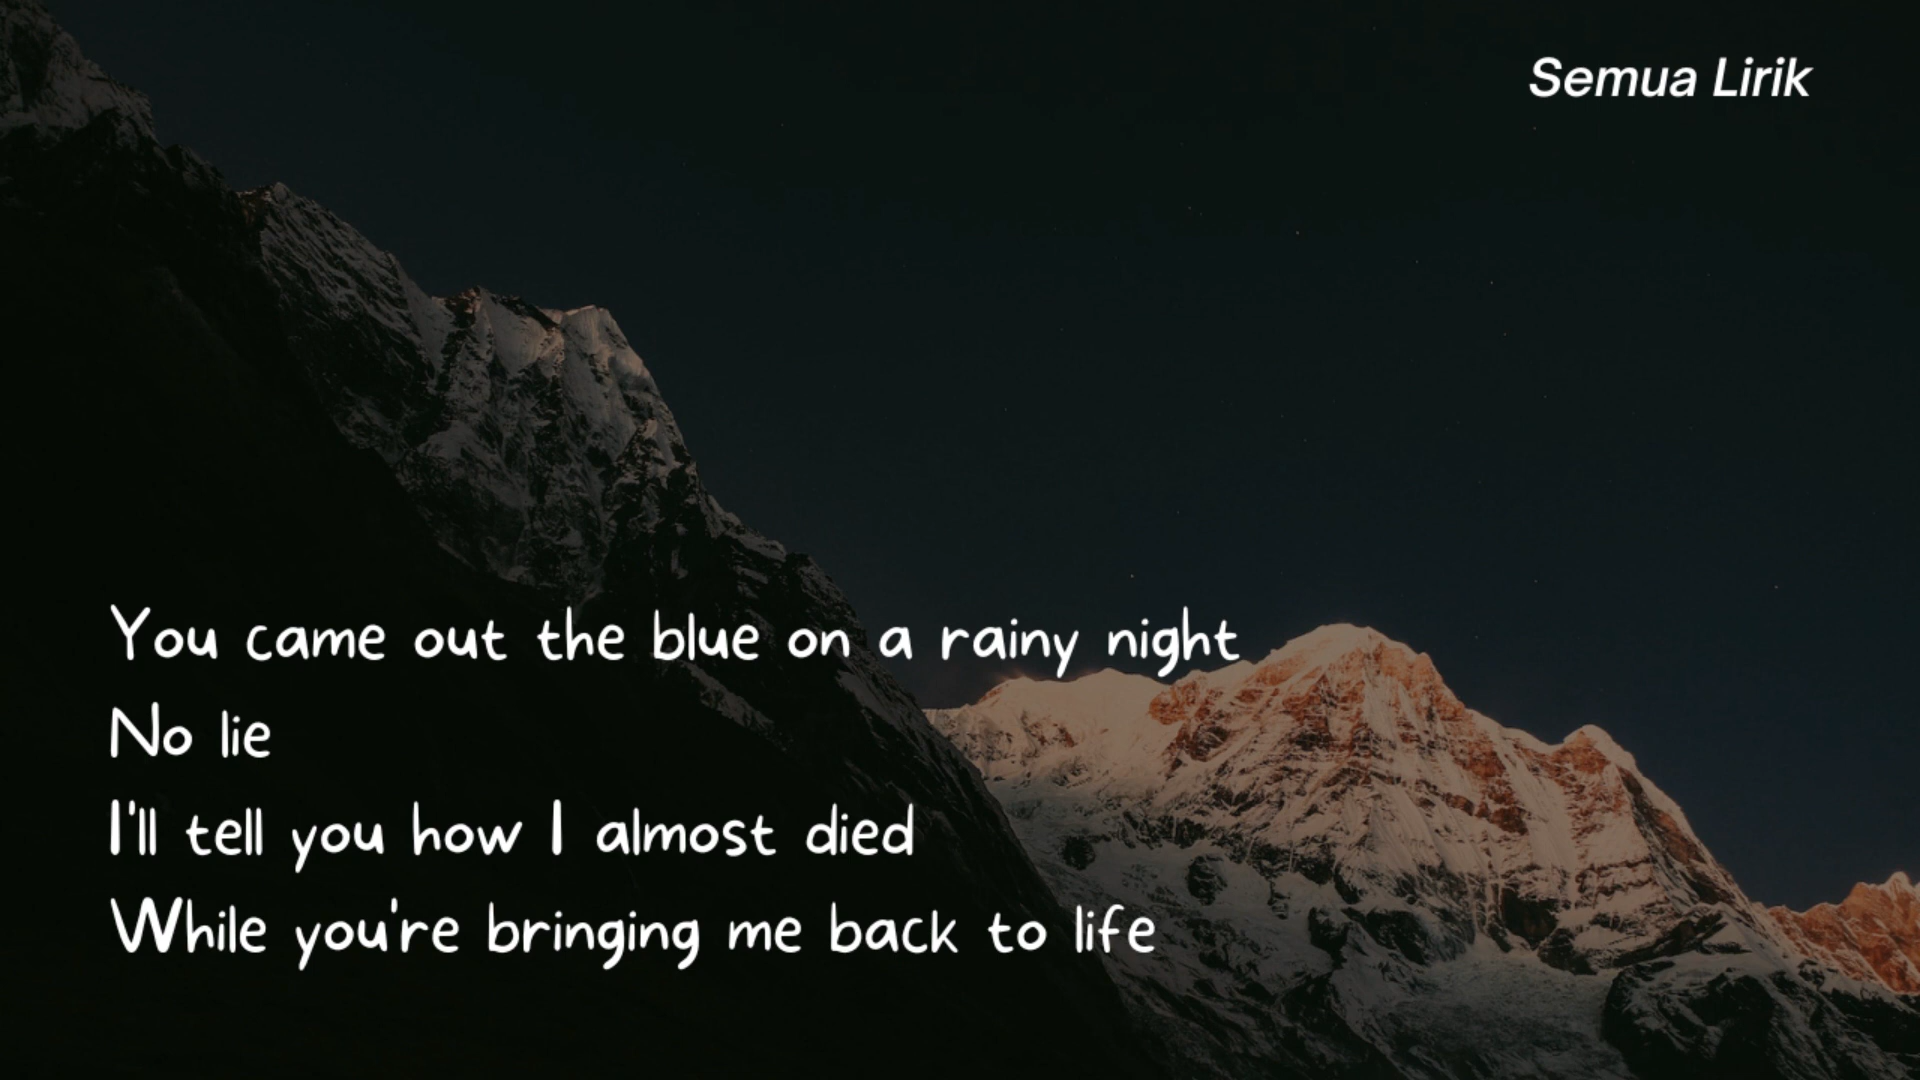 Semua Lirik
You came out the blue on a rainy night
No lie
I'll tell you how I almost died
While you're bringing me back to life